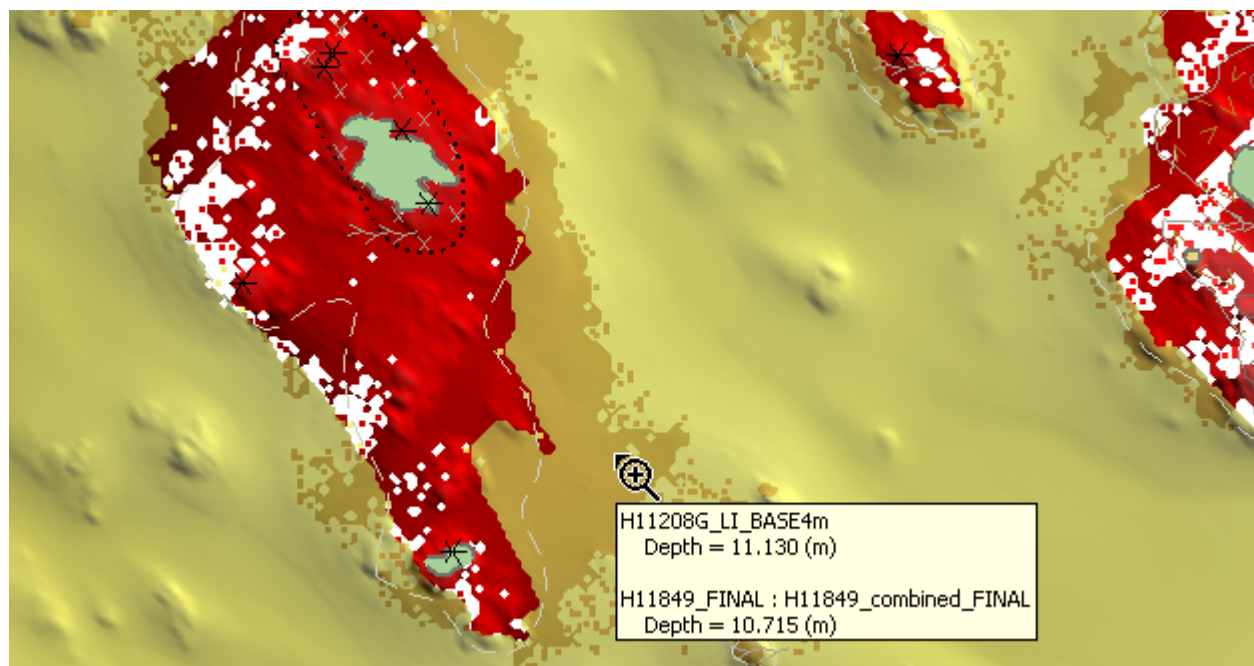 H11208G_LI_BASE4m
Depth = 11.130 (m)
H11849_FINAL : H11849_combined_FINAL
Depth = 10.715 (m)